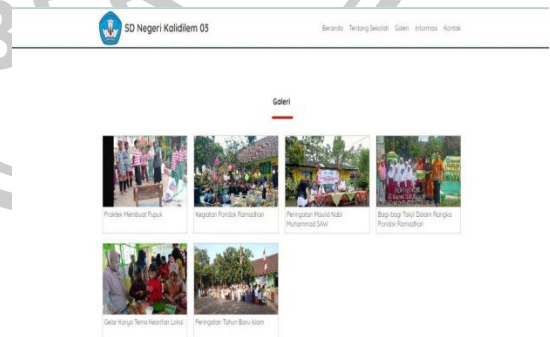 SD Negeri Kalidilem 03
Beranda Tentang Sekolah Galeri Informasi Kontak
Galeri
Praktek Membuat Pupuk
Kegiatan Pondok Ramadhan
Peringatan Maulid Nabi
Muhammad SAW
Bagi-bagi Takjil Dalam Rangka
Pondok Ramadhan
Gelar Karya Tema Kearifan Lokal
Peringatan Tahun Baru Islam